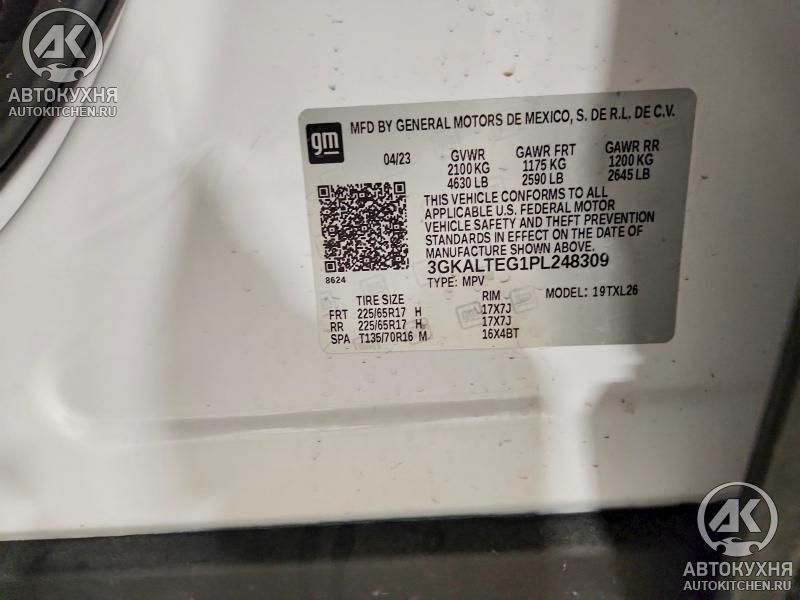 AK
АВТОКУХНЯ
AUTOKITCHEN.RU
gm
MFD BY GENERAL MOTORS DE MEXICO, S. DE R.L. DE C.V.
04/23 GVWR GAWR FRT GAWR RR
2100 KG 1175 KG 1200 KG
4630 LB 2590 LB 2645 LB
THIS VEHICLE CONFORMS TO ALL
APPLICABLE U.S. FEDERAL MOTOR
VEHICLE SAFETY AND THEFT PREVENTION
STANDARDS IN EFFECT ON THE DATE OF
MANUFACTURE SHOWN ABOVE.
8624
3GKALTEG1PL248309
TYPE: MPV MODEL: 19TXL26
TIRE SIZE RIM
FRT 225/65R17 H 17X7J
RR 225/65R17 H 17X7J
SPA T135/70R16 M 16X4BT
AK
АВТОКУХНЯ
AUTOKITCHEN.RU